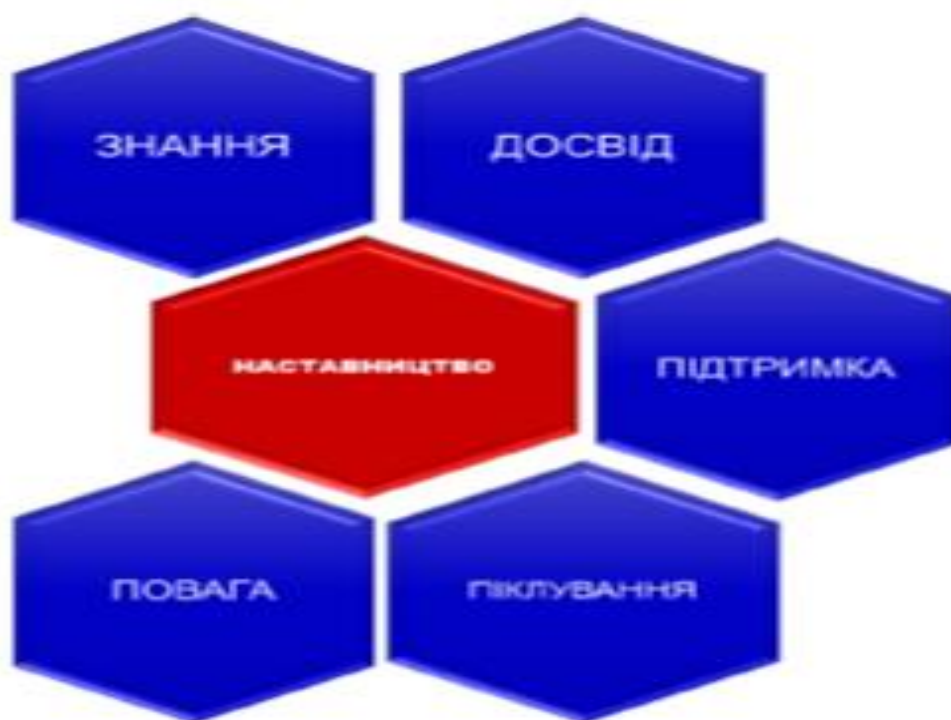 ЗНАННЯ
ДОСВІД
НАСТАВНИЦТВО
ПІДТРИМКА
ПОВАГА
ПІКЛУВАННЯ